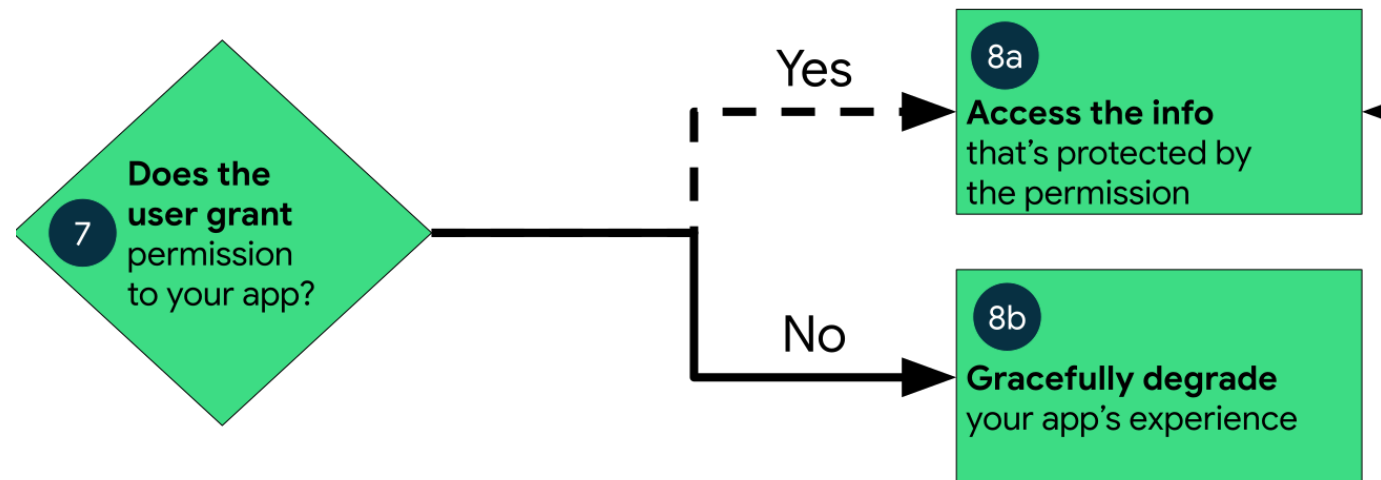 7
Does the
user grant
permission
to your app?
Yes
8a
Access the info
that's protected by
the permission
No
8b
Gracefully degrade
your app's experience